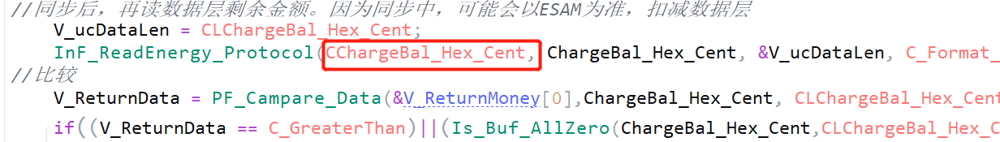 //同步后，再读数据层剩余金额。因为同步中，可能会以ESAM为准，扣减数据层
V_ucDataLen = CLChargeBal_Hex_Cent;
InF_ReadEnergy_Protocol(CChargeBal_Hex_Cent, ChargeBal_Hex_Cent, &V_ucDataLen, C_Format_
//比较
V_ReturnData = PF_Campare_Data(&V_ReturnMoney[0],ChargeBal_Hex_Cent, CLChargeBal_Hex_Cent
if((V_ReturnData == C_GreaterThan)||(Is_Buf_AllZero(ChargeBal_Hex_Cent,CLChargeBal_Hex_C